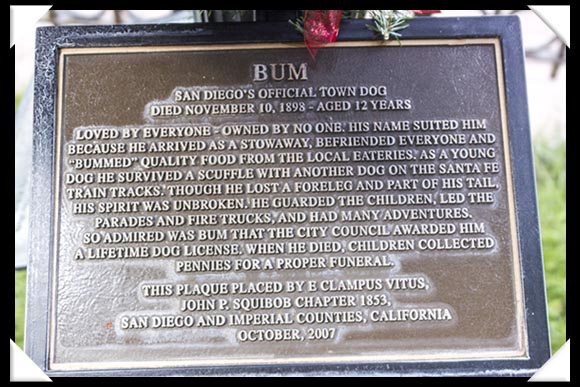 BUM
SAN DIEGO'S OFFICIAL TOWN DOG
DIED NOVEMBER 10, 1898 - AGED 12 YEARS
LOVED BY EVERYONE - OWNED BY NO ONE. HIS NAME SUITED HIM
BECAUSE HE ARRIVED AS A STOWAWAY, BEFRIENDED EVERYONE AND
"BUMMED" QUALITY FOOD FROM THE LOCAL EATERIES. AS A YOUNG
DOG HE SURVIVED A SCUFFLE WITH ANOTHER DOG ON THE SANTA FE
TRAIN TRACKS. THOUGH HE LOST A FORELEG AND PART OF HIS TAIL,
HIS SPIRIT WAS UNBROKEN. HE GUARDED THE CHILDREN, LED THE
PARADES AND FIRE TRUCKS, AND HAD MANY ADVENTURES.
SO ADMIRED WAS BUM THAT THE CITY COUNCIL AWARDED HIM
A LIFETIME DOG LICENSE. WHEN HE DIED, CHILDREN COLLECTED
PENNIES FOR A PROPER FUNERAL.
THIS PLAQUE PLACED BY E CLAMPUS VITUS,
JOHN P. SQUIBOB CHAPTER 1853,
SAN DIEGO AND IMPERIAL COUNTIES, CALIFORNIA
OCTOBER, 2007